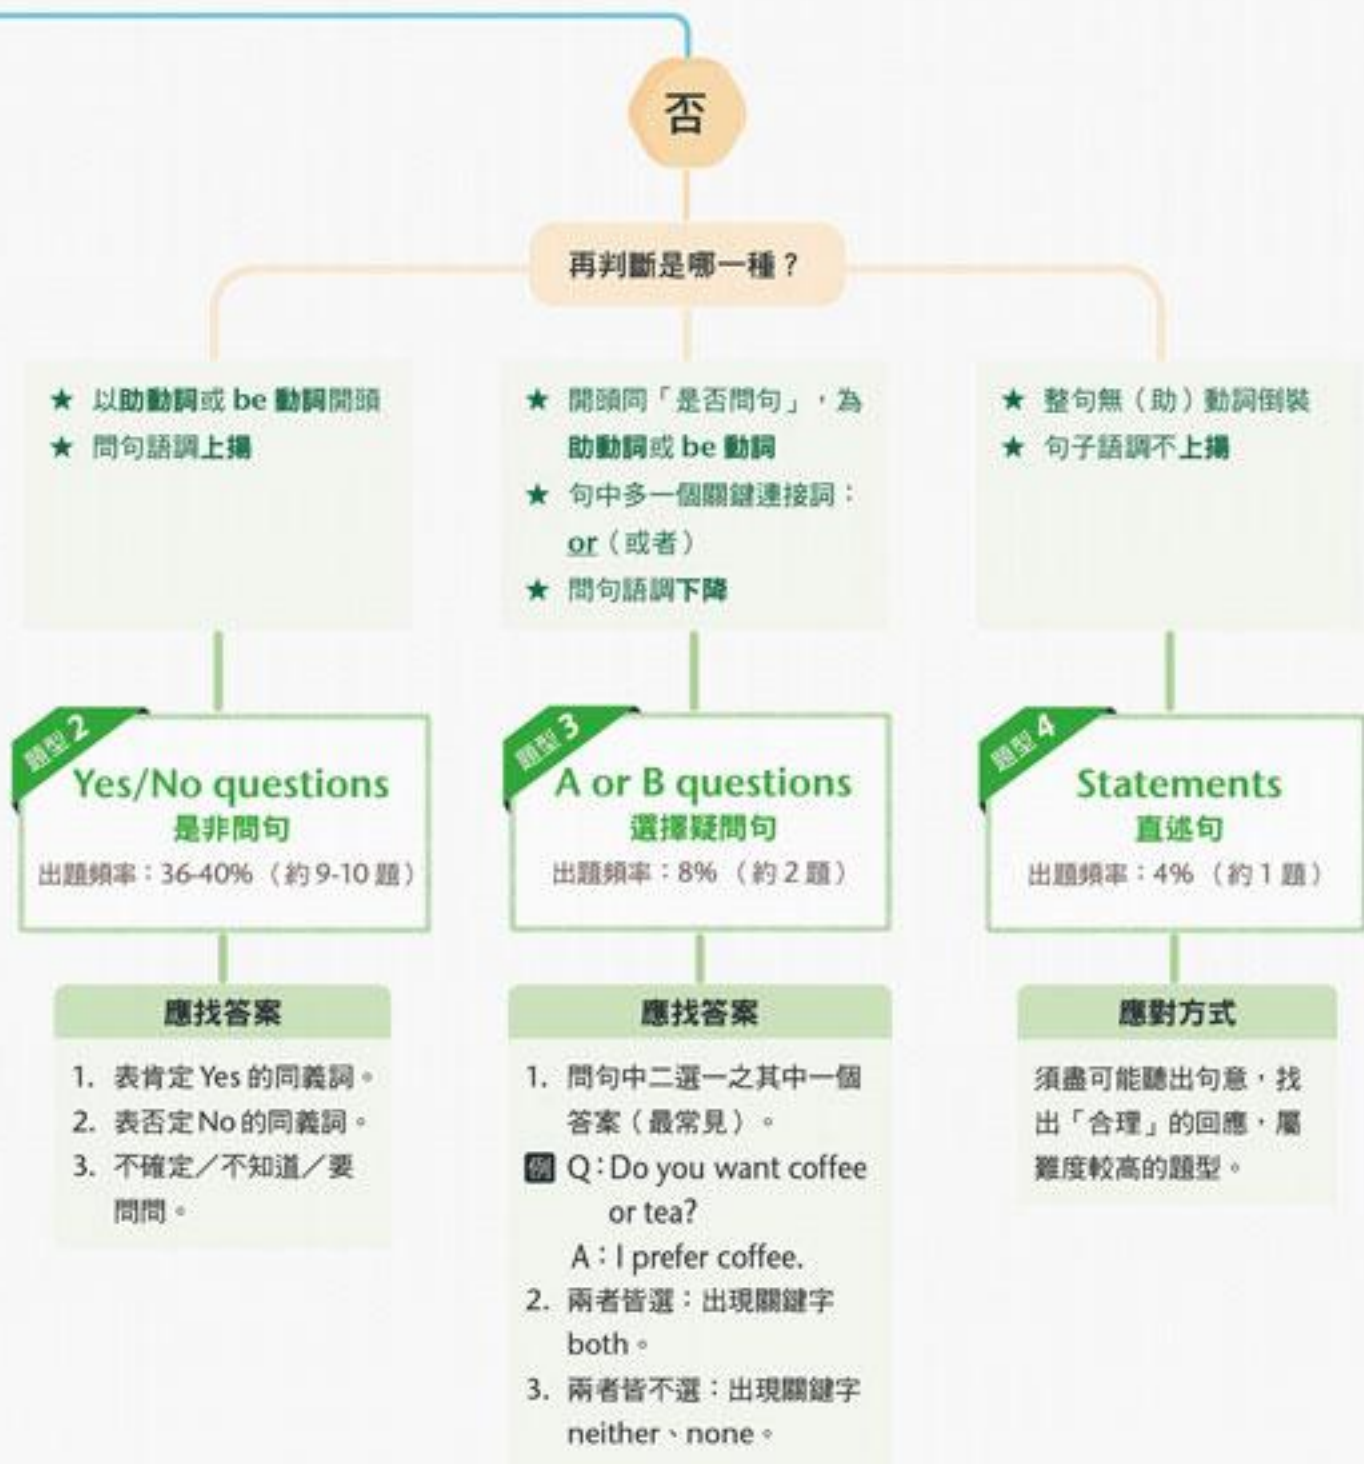 否
再判斷是哪一種？
★ 以助動詞或 be 動詞開頭
★ 問句語調上揚
題型 2
Yes/No questions
是非問句
出題頻率：36-40%（約 9-10 題）
應找答案
1. 表肯定 Yes 的同義詞。
2. 表否定 No 的同義詞。
3. 不確定／不知道／要
問問。
★ 開頭同「是否問句」，為
助動詞或 be 動詞
★ 句中多一個關鍵連接詞：
or（或者）
★ 問句語調下降
題型 3
A or B questions
選擇疑問句
出題頻率：8%（約 2 題）
應找答案
1. 問句中二選一之其中一個
答案（最常見）。
例 Q：Do you want coffee
or tea?
A：I prefer coffee.
2. 兩者皆選：出現關鍵字
both。
3. 兩者皆不選：出現關鍵字
neither、none。
★ 整句無（助）動詞倒裝
★ 句子語調不上揚
題型 4
Statements
直述句
出題頻率：4%（約 1 題）
應對方式
須盡可能聽出句意，找
出「合理」的回應，屬
難度較高的題型。